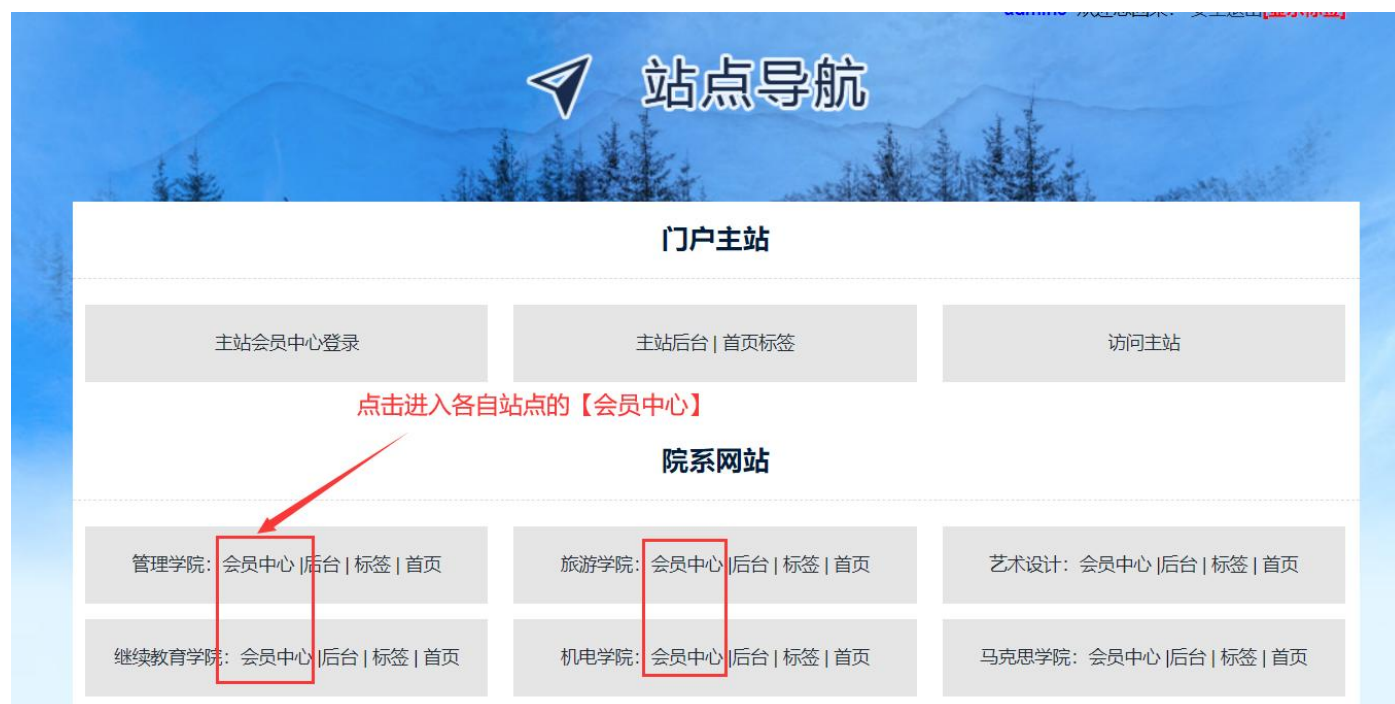 站点导航
门户主站
主站会员中心登录
主站后台 | 首页标签
访问主站
点击进入各自站点的【会员中心】
院系网站
管理学院：会员中心 |后台 | 标签 | 首页
旅游学院：会员中心 |后台 | 标签 | 首页
艺术设计：会员中心 |后台 | 标签 | 首页
继续教育学院：会员中心 |后台 | 标签 | 首页
机电学院：会员中心 |后台 | 标签 | 首页
马克思学院：会员中心 |后台 | 标签 | 首页